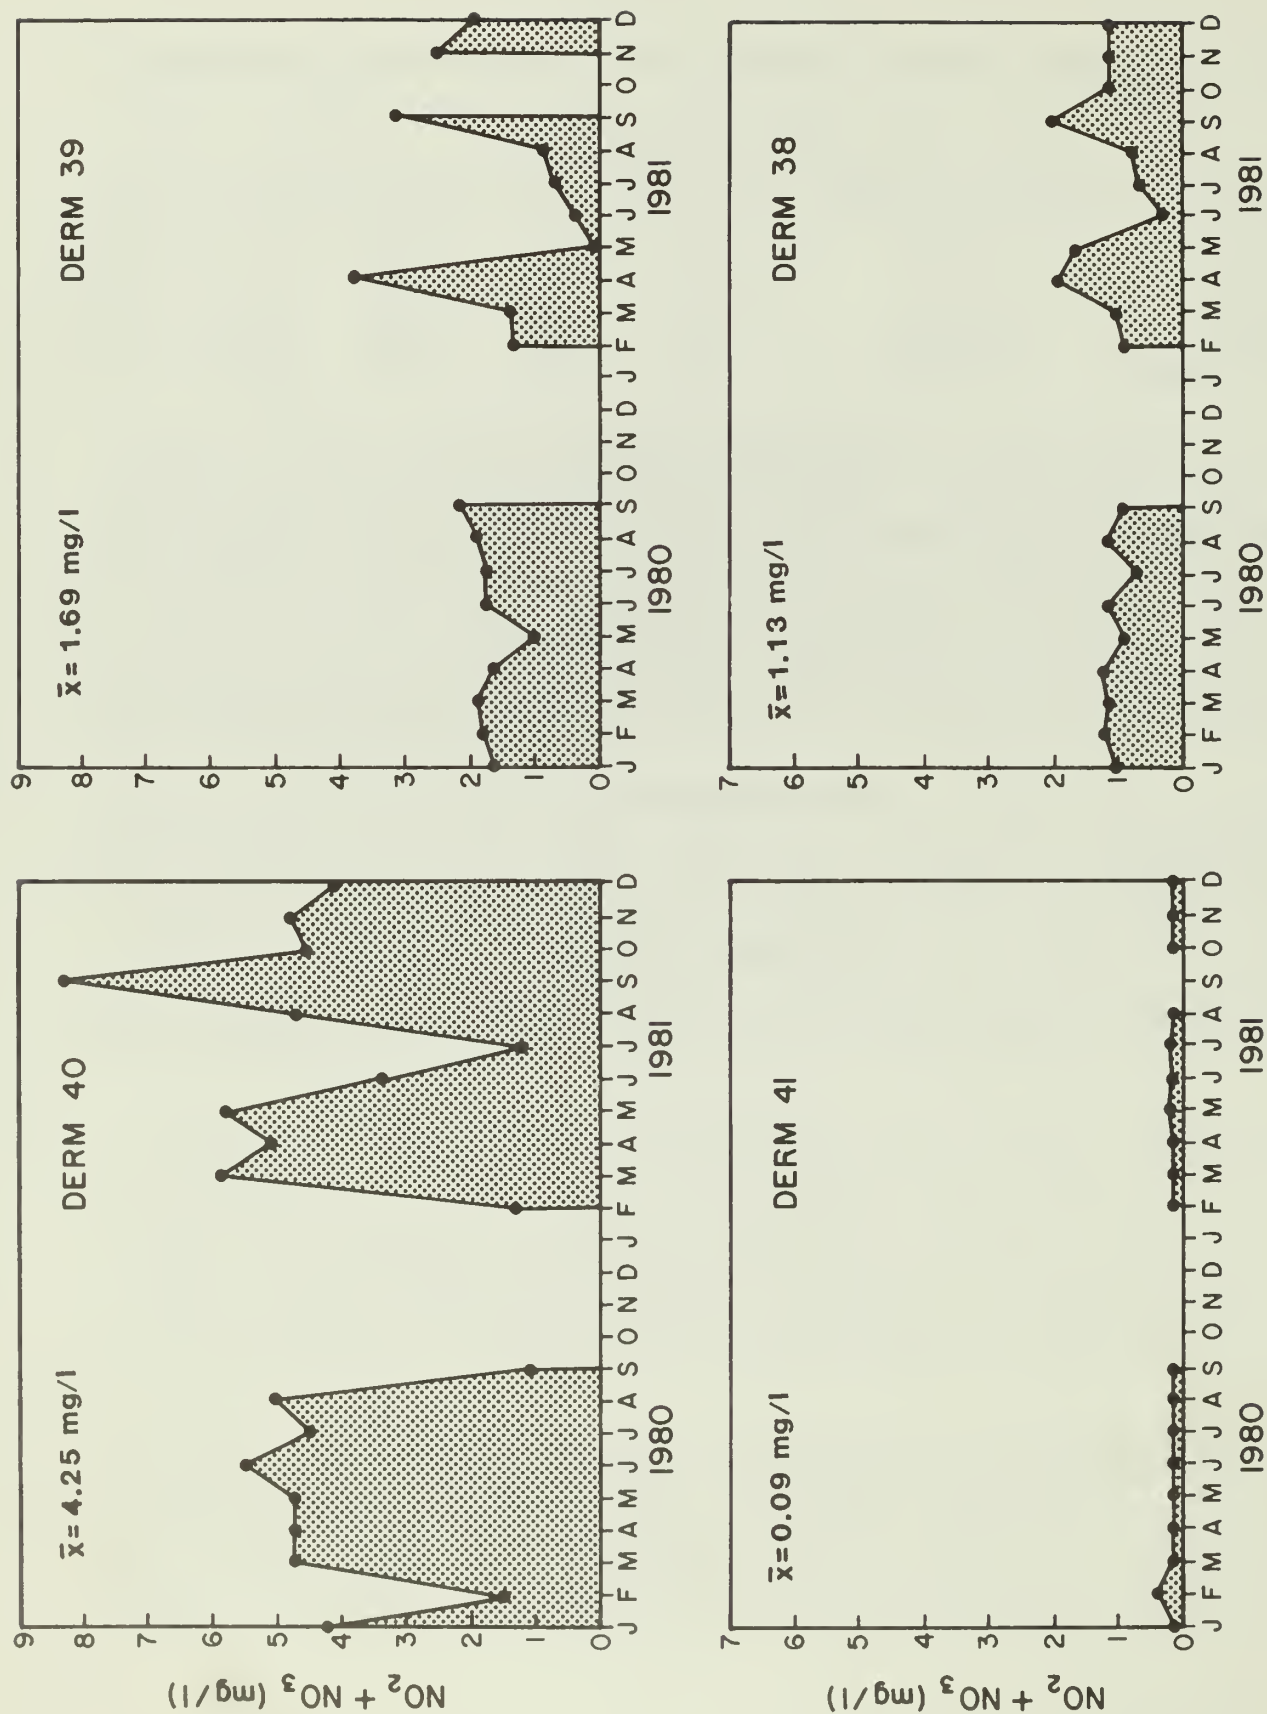 DERM 40
x̄= 4.25 mg/l
NO₂ + NO₃ (mg/l)
9
8
7
6
5
4
3
2
1
0
J F M A M J J A S O N D J F M A M J J A S O N D
1980 1981
DERM 39
x̄= 1.69 mg/l
9
8
7
6
5
4
3
2
1
0
J F M A M J J A S O N D J F M A M J J A S O N D
1980 1981
DERM 41
x̄=0.09 mg/l
NO₂ + NO₃ (mg/l)
7
6
5
4
3
2
1
0
J F M A M J J A S O N D J F M A M J J A S O N D
1980 1981
DERM 38
x̄=1.13 mg/l
7
6
5
4
3
2
1
0
J F M A M J J A S O N D J F M A M J J A S O N D
1980 1981